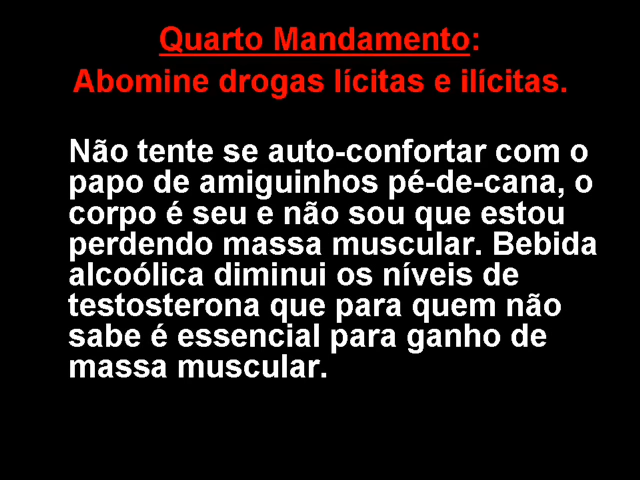 Quarto Mandamento:
Abomine drogas lícitas e ilícitas.
Não tente se auto-confortar com o
papo de amiguinhos pé-de-cana, o
corpo é seu e não sou que estou
perdendo massa muscular. Bebida
alcoólica diminui os níveis de
testosterona que para quem não
sabe é essencial para ganho de
massa muscular.